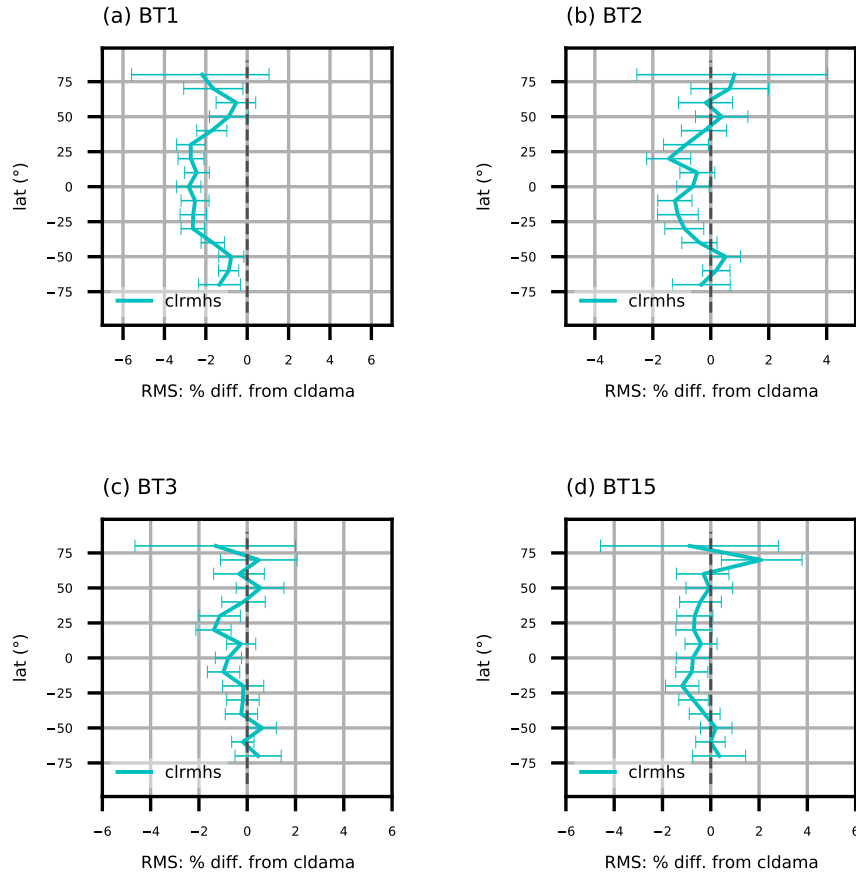 (a) BT1
75
50
25
0
−25
−50
−75
lat (°)
clrmhs
−6 −4 −2 0 2 4 6
RMS: % diff. from cldama
(b) BT2
75
50
25
0
−25
−50
−75
lat (°)
clrmhs
−4 −2 0 2 4
RMS: % diff. from cldama
(c) BT3
75
50
25
0
−25
−50
−75
lat (°)
clrmhs
−6 −4 −2 0 2 4 6
RMS: % diff. from cldama
(d) BT15
75
50
25
0
−25
−50
−75
lat (°)
clrmhs
−6 −4 −2 0 2 4 6
RMS: % diff. from cldama